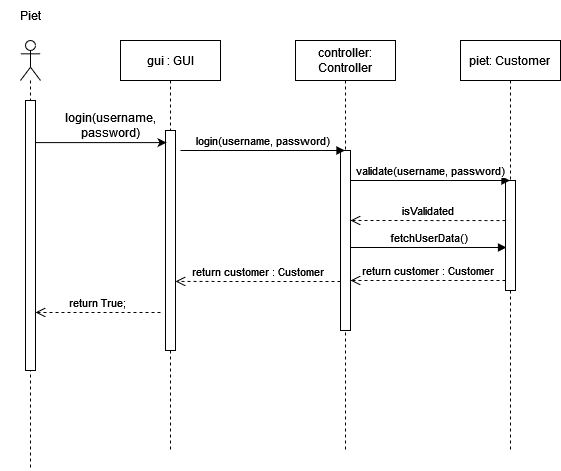 Piet
gui : GUI
controller:
Controller
piet: Customer
login(username,
password)
login(username, password)
validate(username, password)
isValidated
fetchUserData()
return customer : Customer
return customer : Customer
return True;